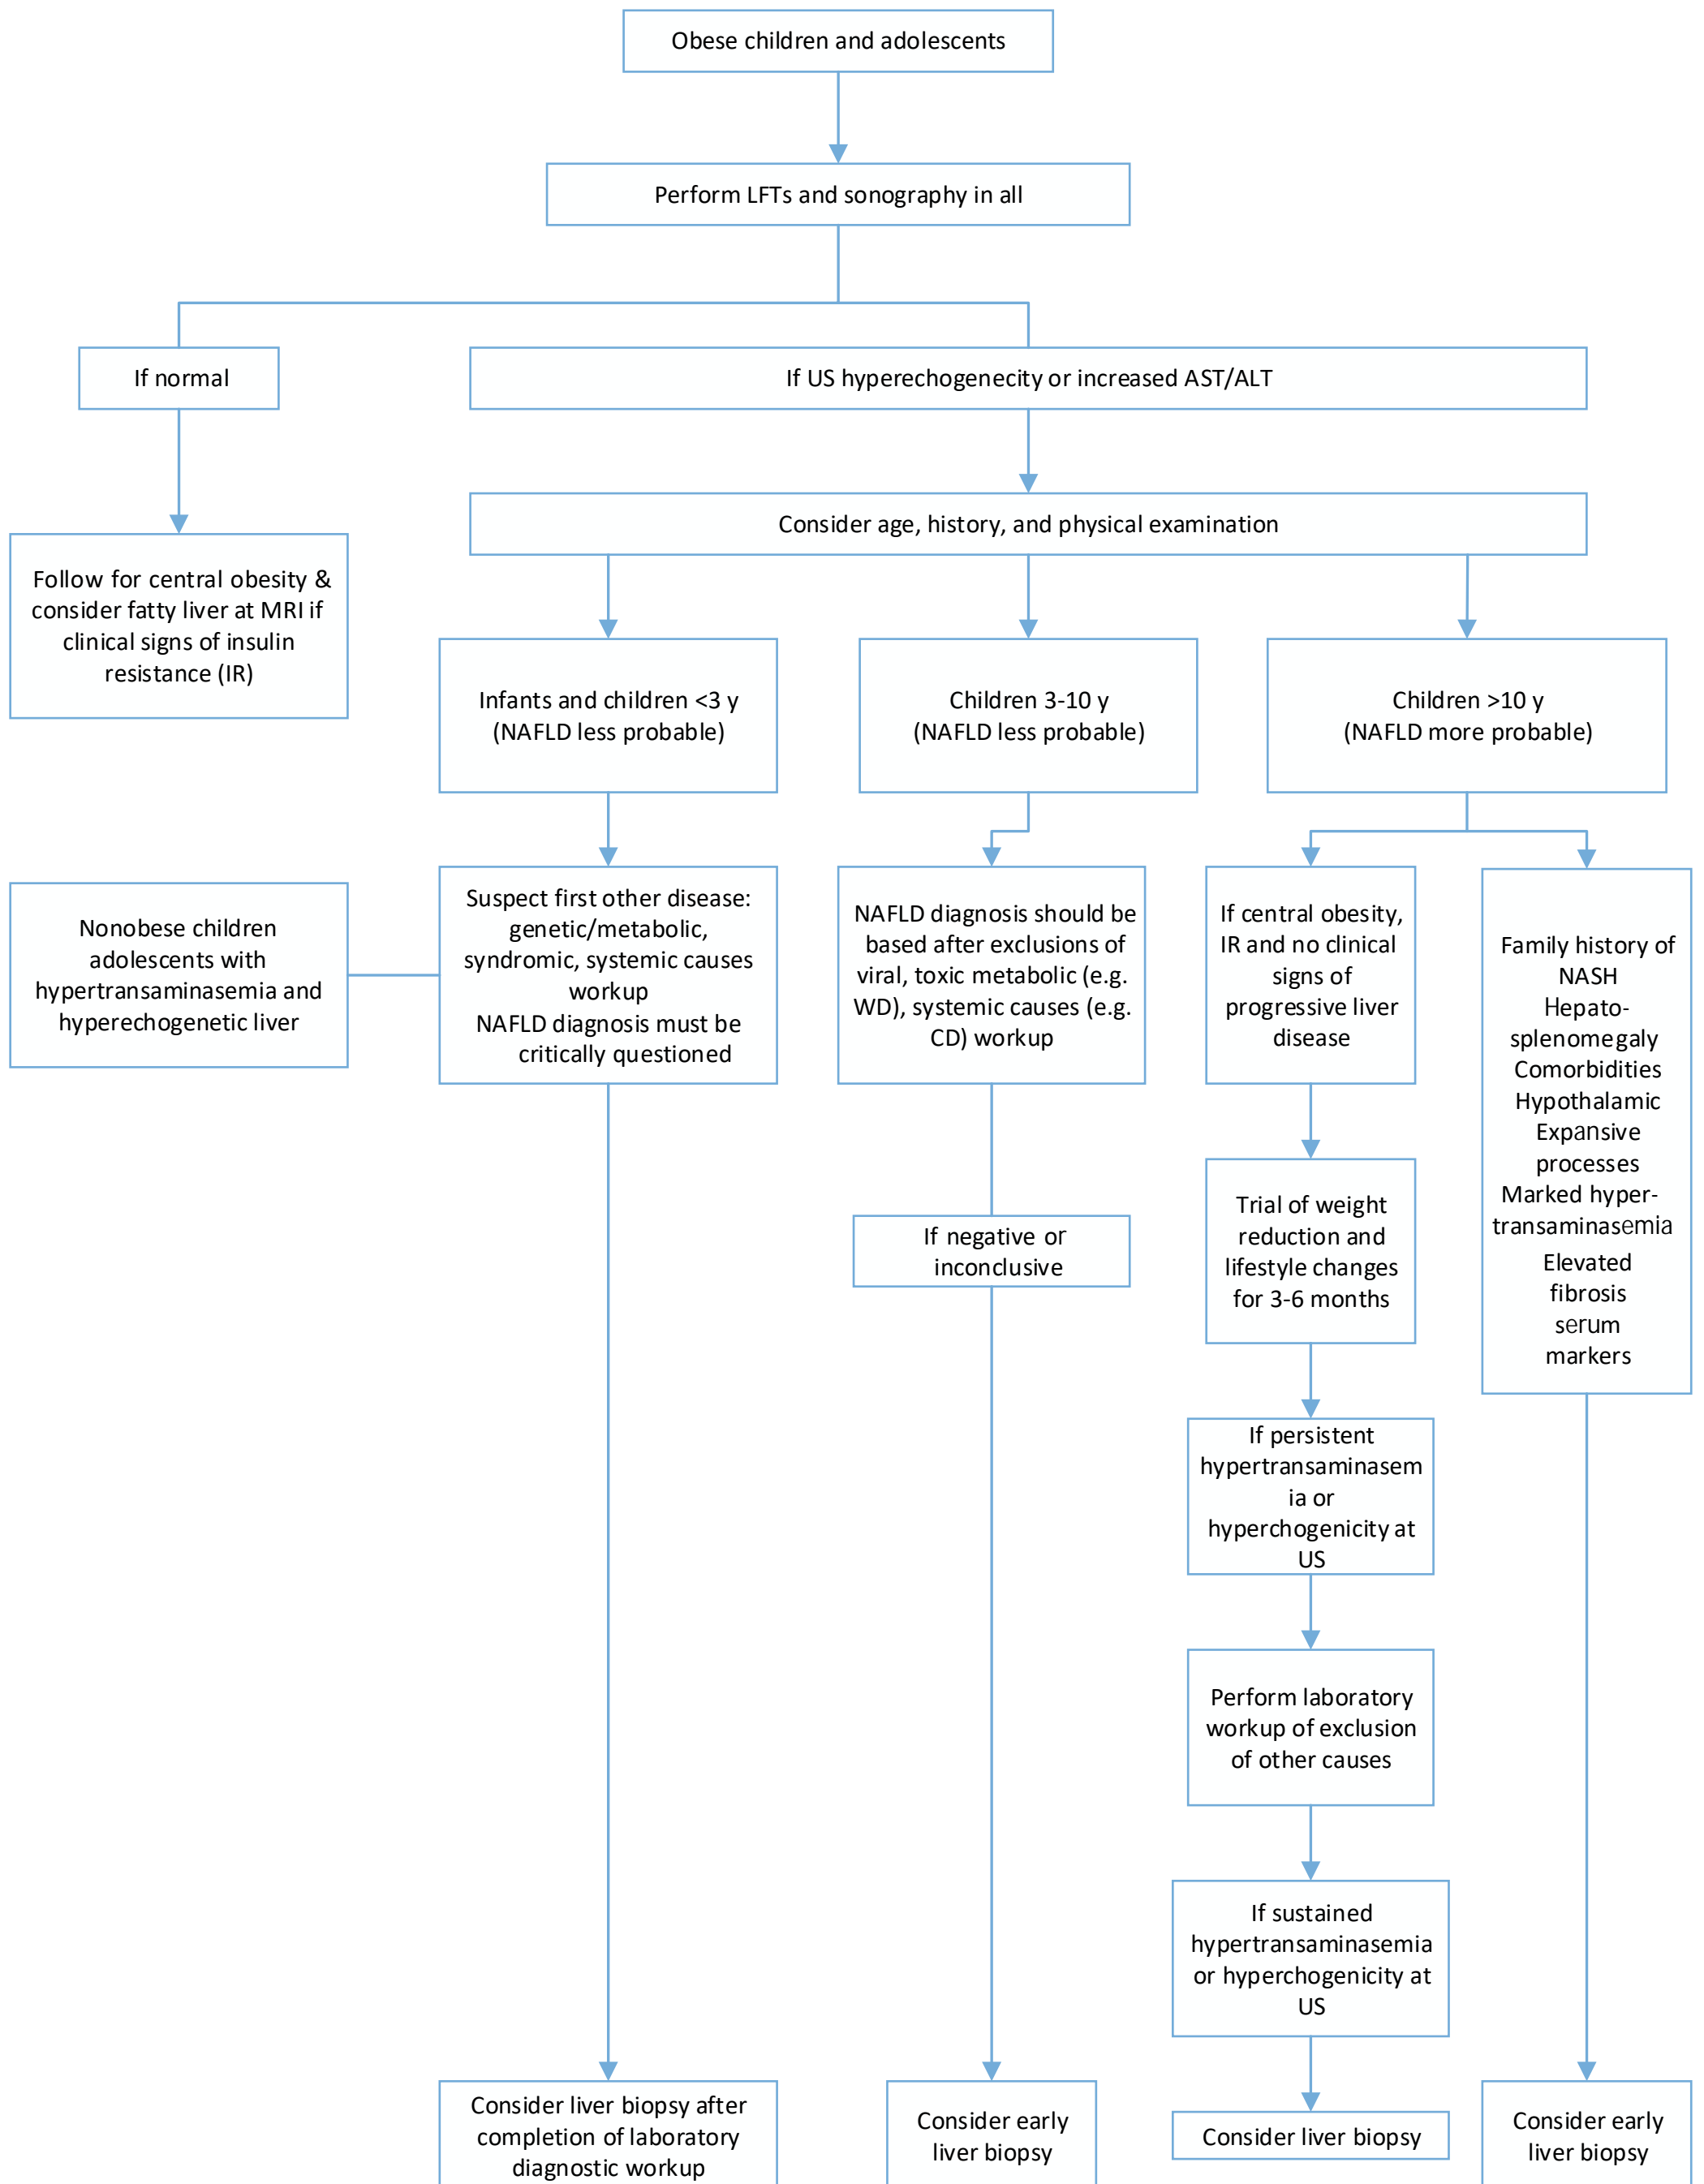 Obese children and adolescents
Perform LFTs and sonography in all
If normal
If US hyperechogenecity or increased AST/ALT
Consider age, history, and physical examination
Follow for central obesity &
consider fatty liver at MRI if
clinical signs of insulin
resistance (IR)
Infants and children <3 y
(NAFLD less probable)
Children 3-10 y
(NAFLD less probable)
Children >10 y
(NAFLD more probable)
Nonobese children
adolescents with
hypertransaminasemia and
hyperechogenetic liver
Suspect first other disease:
genetic/metabolic,
syndromic, systemic causes
workup
NAFLD diagnosis must be
critically questioned
NAFLD diagnosis should be
based after exclusions of
viral, toxic metabolic (e.g.
WD), systemic causes (e.g.
CD) workup
If central obesity,
IR and no clinical
signs of
progressive liver
disease
Family history of
NASH
Hepato-
splenomegaly
Comorbidities
Hypothalamic
Expansive
processes
Marked hyper-
transaminasemia
Elevated
fibrosis
serum
markers
If negative or
inconclusive
Trial of weight
reduction and
lifestyle changes
for 3-6 months
If persistent
hypertransaminasem
ia or
hyperchogenicity at
US
Perform laboratory
workup of exclusion
of other causes
If sustained
hypertransaminasemia
or hyperchogenicity at
US
Consider liver biopsy after
completion of laboratory
diagnostic workup
Consider early
liver biopsy
Consider liver biopsy
Consider early
liver biopsy